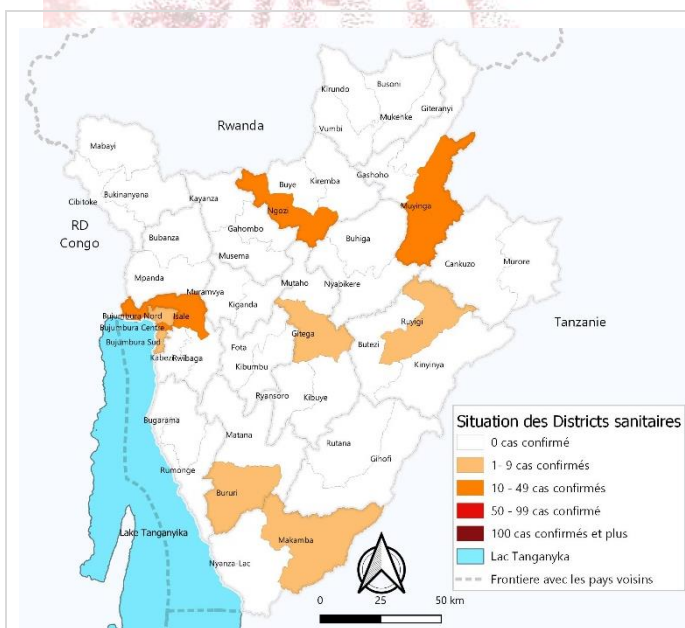 Kirundo
Busoni
Giteranyi
Mukenke
Rwanda
Vumbi
Mabayi
Gashoho
Buye
Kiremba
Cibitoke
Bukinanyana
Kayanza
Muyinga
RD
Congo
Ngozi
Gahombo
Bubanza
Buhiga
Musema
Cankuzo
Murore
Mpanda
Muramvya
Mutaho
Nyabikere
Kiganda
Bujumbura Nord
Isale
Tanzanie
Bujumbura Centre
Gitega
Ruyigi
Bujumbura Sud
Fota
Butezi
Kabezi
Rwibaga
Kibumbu
Kinyinya
Ryansoro
Kibuye
Bugarama
Matana
Rutana
Gihofi
Rumonge
Bururi
Lake Tanganyika
Makamba
Nyanza-Lac
Situation des Districts sanitaires
0 cas confirmé
1- 9 cas confirmés
10 - 49 cas confirmés
50 - 99 cas confirmé
100 cas confirmés et plus
Lac Tanganyka
Frontiere avec les pays voisins
0 25 50 km